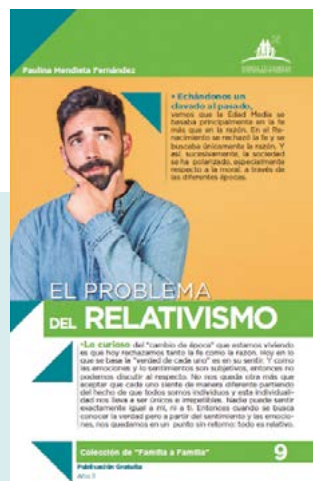 Paulina Mendieta Fernández
• Echándonos un
clavado al pasado,
vemos que la Edad Media se
basaba principalmente en la fe
más que en la razón. En el Re-
nacimiento se rechazó la fe y se
buscaba únicamente la razón. Y
así, sucesivamente, la sociedad
se ha polarizado, especialmente
respecto a la moral, a través de
las diferentes épocas.
EL PROBLEMA
DEL RELATIVISMO
•Lo curioso del "cambio de época" que estamos viviendo
es que hoy rechazamos tanto la fe como la razón. Hoy en lo
que se basa la "verdad de cada uno" es en su sentir. Y como
las emociones y lo sentimientos son subjetivos, entonces no
podemos discutir al respecto. No nos queda otra más que
aceptar que cada uno siente de manera diferente partiendo
del hecho de que todos somos individuos y esta individuali-
dad nos lleva a ser únicos e irrepetibles. Nadie puede sentir
exactamente igual a mí, ni a ti. Entonces cuando se busca
conocer la verdad pero a partir del sentimiento y las emocio-
nes, nos quedamos en un punto sin retorno: todo es relativo.
Colección de "Familia a Familia"
9
Publicación Gratuita
Año 1